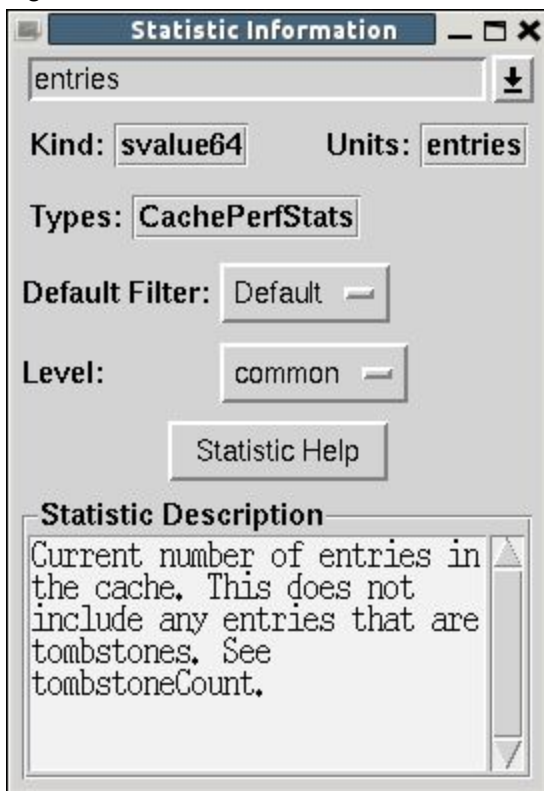 Statistic Information
entries
Kind: svalue64 Units: entries
Types: CachePerfStats
Default Filter: Default
Level: common
Statistic Help
Statistic Description
Current number of entries in
the cache. This does not
include any entries that are
tombstones. See
tombstoneCount.